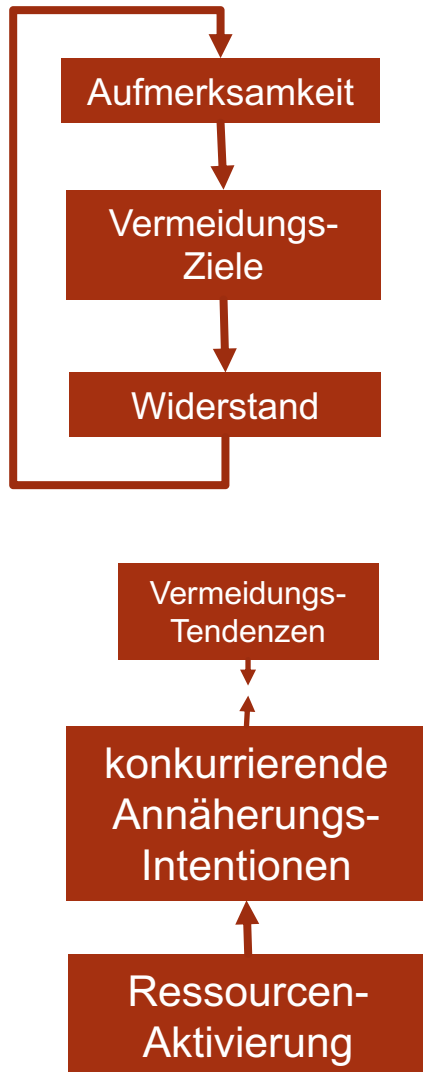 Aufmerksamkeit
Vermeidungs-
Ziele
Widerstand
Vermeidungs-
Tendenzen
konkurrierende
Annäherungs-
Intentionen
Ressourcen-
Aktivierung